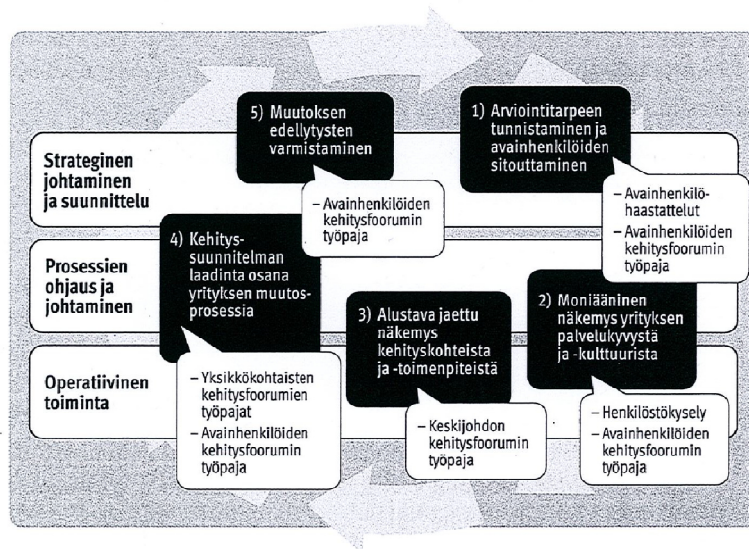 5) Muutoksen
edellytysten
varmistaminen
1) Arviointitarpeen
tunnistaminen ja
avainhenkilöiden
sitouttaminen
Strateginen
johtaminen
ja suunnittelu
– Avainhenkilöiden
kehitysfoorumin
työpaja
– Avainhenkilö-
haastattelut
– Avainhenkilöiden
kehitysfoorumin
työpaja
4) Kehitys-
suunnitelman
laadinta osana
yrityksen muutos-
prosessia
Prosessien
ohjaus ja
johtaminen
3) Alustava jaettu
näkemys
kehityskohteista
ja -toimenpiteistä
2) Moniääninen
näkemys yrityksen
palvelukyvystä
ja -kulttuurista
Operatiivinen
toiminta
– Yksikkökohtaisten
kehitysfoorumien
työpajat
– Avainhenkilöiden
kehitysfoorumin
työpaja
– Keskijohdon
kehitysfoorumin
työpaja
– Henkilöstökysely
– Avainhenkilöiden
kehitysfoorumin
työpaja